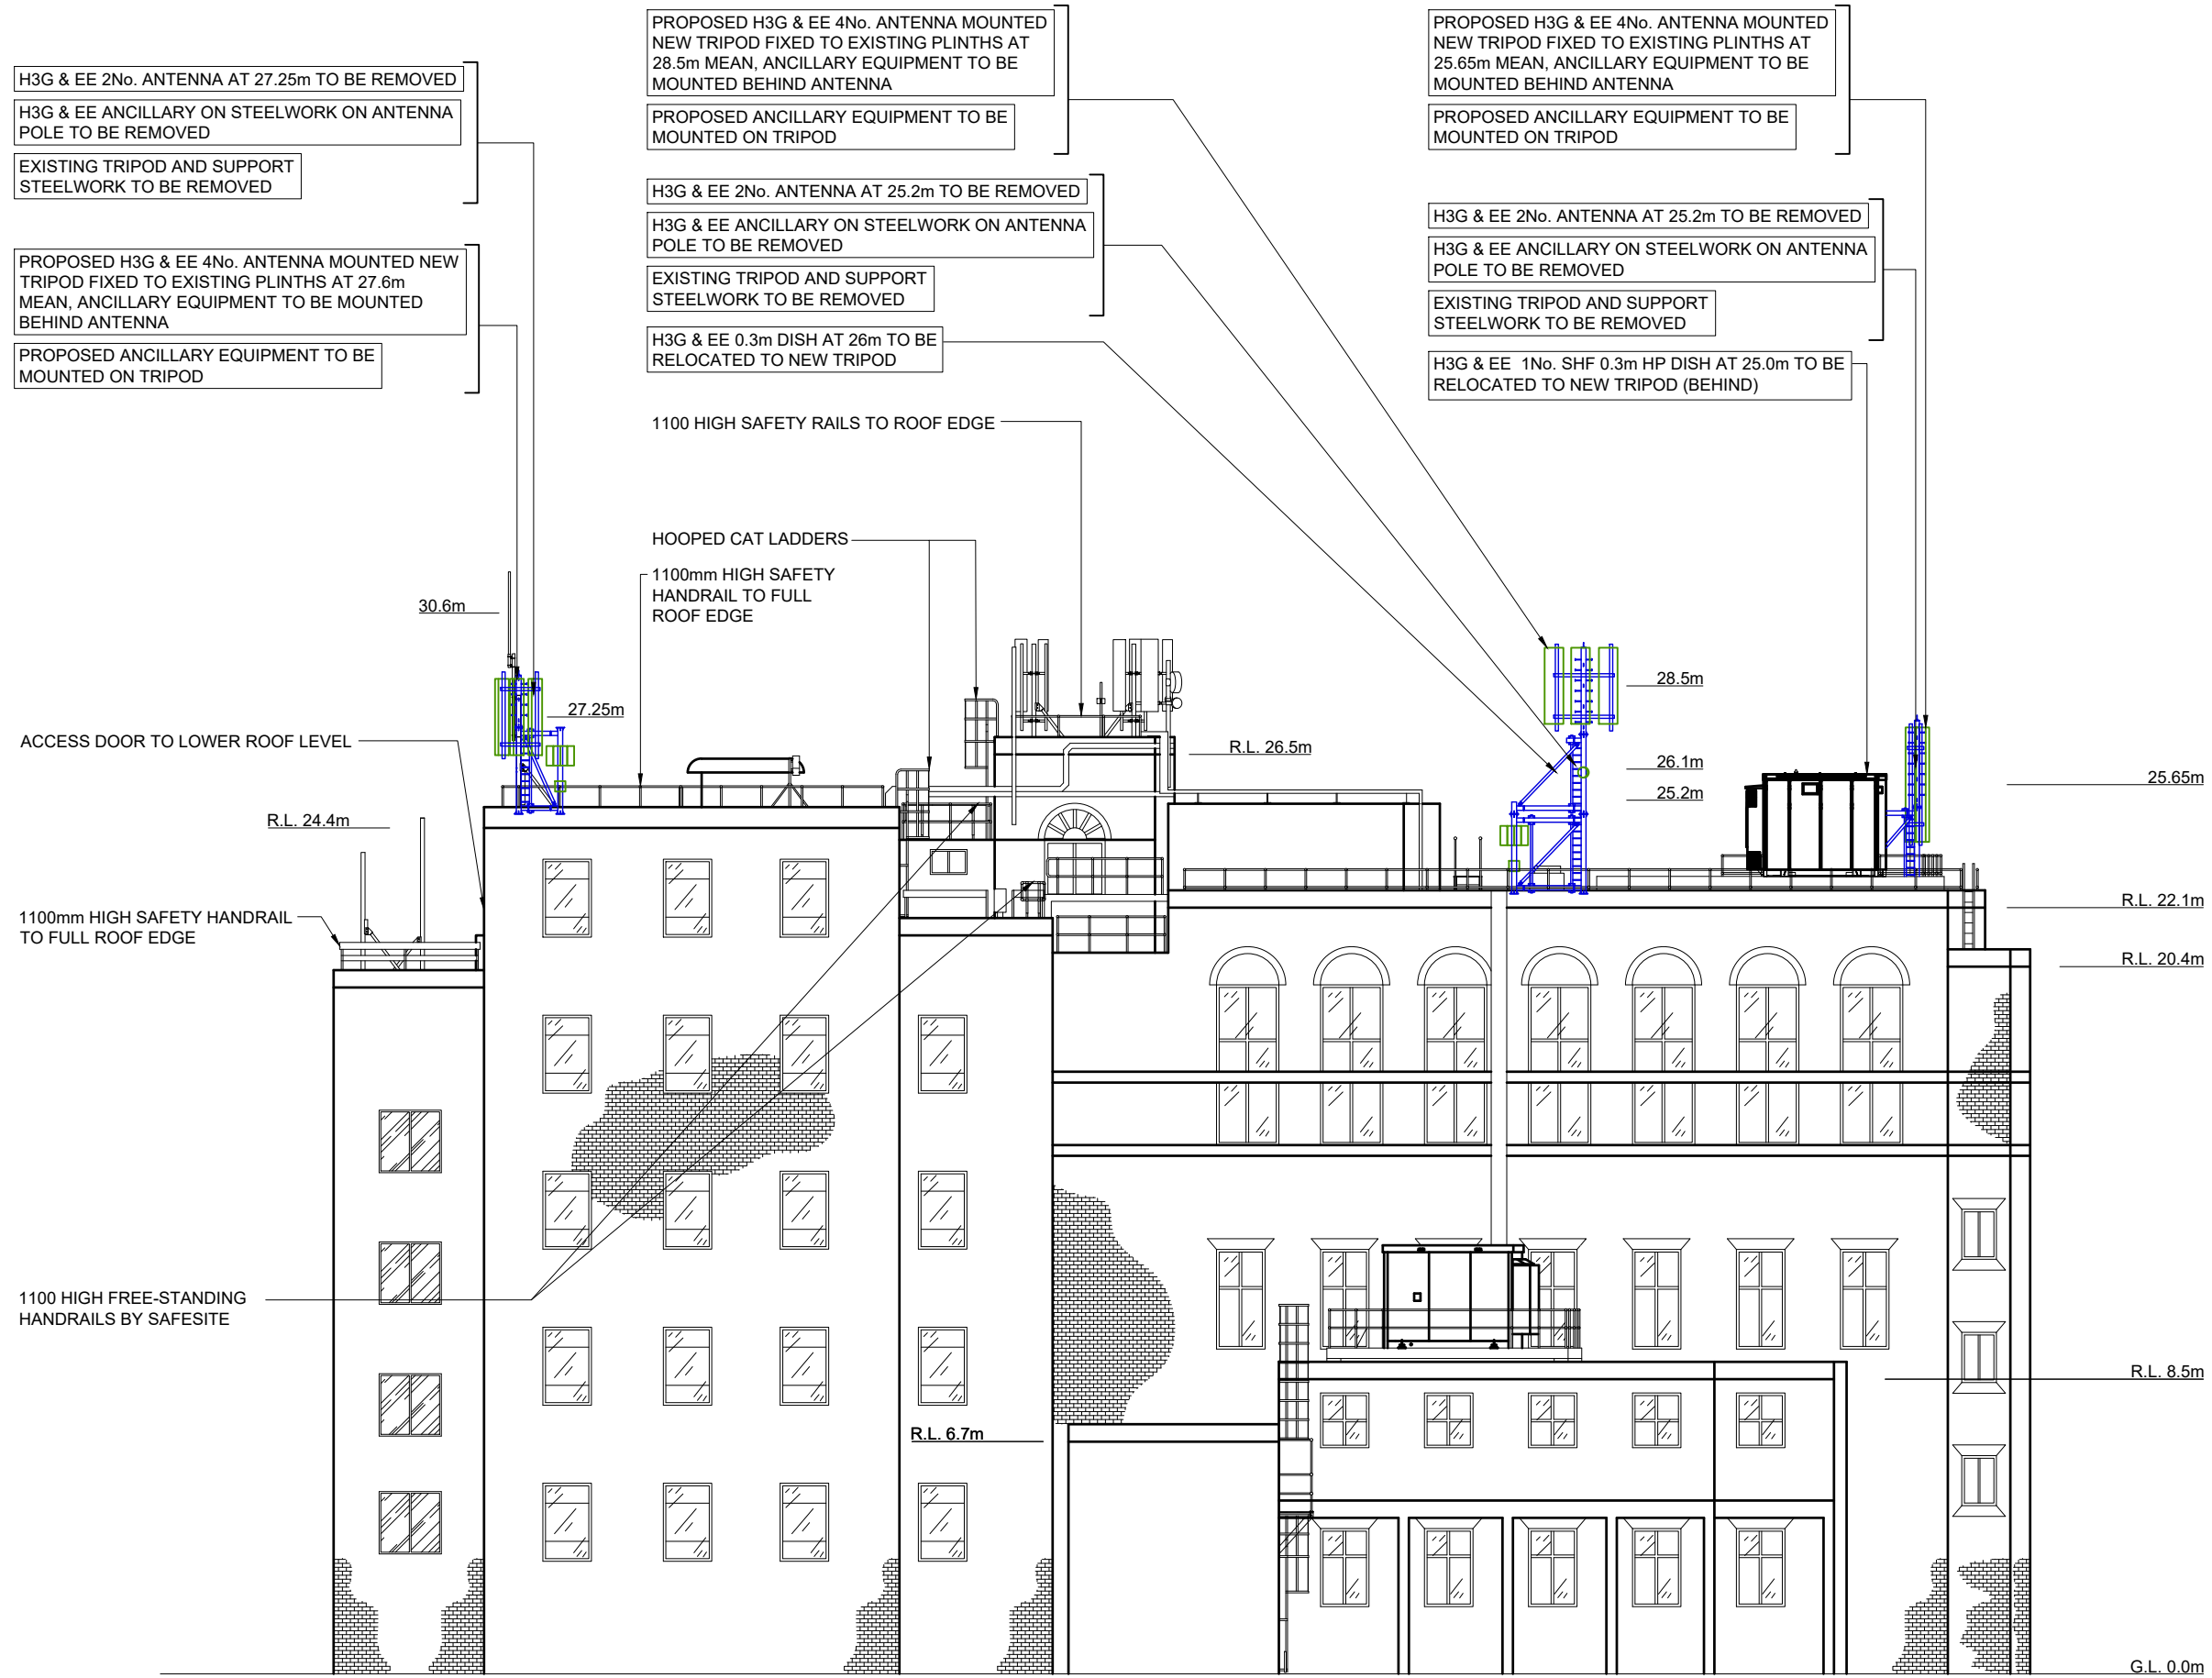 H3G & EE 2No. ANTENNA AT 27.25m TO BE REMOVED
H3G & EE ANCILLARY ON STEELWORK ON ANTENNA
POLE TO BE REMOVED
EXISTING TRIPOD AND SUPPORT
STEELWORK TO BE REMOVED
PROPOSED H3G & EE 4No. ANTENNA MOUNTED NEW
TRIPOD FIXED TO EXISTING PLINTHS AT 27.6m
MEAN, ANCILLARY EQUIPMENT TO BE MOUNTED
BEHIND ANTENNA
PROPOSED ANCILLARY EQUIPMENT TO BE
MOUNTED ON TRIPOD
PROPOSED H3G & EE 4No. ANTENNA MOUNTED
NEW TRIPOD FIXED TO EXISTING PLINTHS AT
28.5m MEAN, ANCILLARY EQUIPMENT TO BE
MOUNTED BEHIND ANTENNA
PROPOSED ANCILLARY EQUIPMENT TO BE
MOUNTED ON TRIPOD
H3G & EE 2No. ANTENNA AT 25.2m TO BE REMOVED
H3G & EE ANCILLARY ON STEELWORK ON ANTENNA
POLE TO BE REMOVED
EXISTING TRIPOD AND SUPPORT
STEELWORK TO BE REMOVED
H3G & EE 0.3m DISH AT 26m TO BE
RELOCATED TO NEW TRIPOD
1100 HIGH SAFETY RAILS TO ROOF EDGE
HOOPED CAT LADDERS
1100mm HIGH SAFETY
HANDRAIL TO FULL
ROOF EDGE
PROPOSED H3G & EE 4No. ANTENNA MOUNTED
NEW TRIPOD FIXED TO EXISTING PLINTHS AT
25.65m MEAN, ANCILLARY EQUIPMENT TO BE
MOUNTED BEHIND ANTENNA
PROPOSED ANCILLARY EQUIPMENT TO BE
MOUNTED ON TRIPOD
H3G & EE 2No. ANTENNA AT 25.2m TO BE REMOVED
H3G & EE ANCILLARY ON STEELWORK ON ANTENNA
POLE TO BE REMOVED
EXISTING TRIPOD AND SUPPORT
STEELWORK TO BE REMOVED
H3G & EE 1No. SHF 0.3m HP DISH AT 25.0m TO BE
RELOCATED TO NEW TRIPOD (BEHIND)
30.6m
27.25m
28.5m
ACCESS DOOR TO LOWER ROOF LEVEL
R.L. 26.5m
26.1m
25.65m
25.2m
R.L. 24.4m
R.L. 22.1m
1100mm HIGH SAFETY HANDRAIL
TO FULL ROOF EDGE
R.L. 20.4m
1100 HIGH FREE-STANDING
HANDRAILS BY SAFESITE
R.L. 8.5m
R.L. 6.7m
G.L. 0.0m